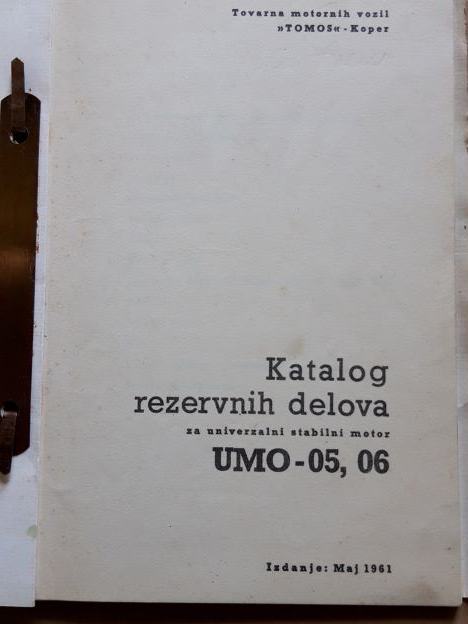 Tovarna motornih vozil
»TOMOS«-Koper
Katalog
rezervnih delova
za univerzalni stabilni motor
UMO-05, 06
Izdanje: Maj 1961